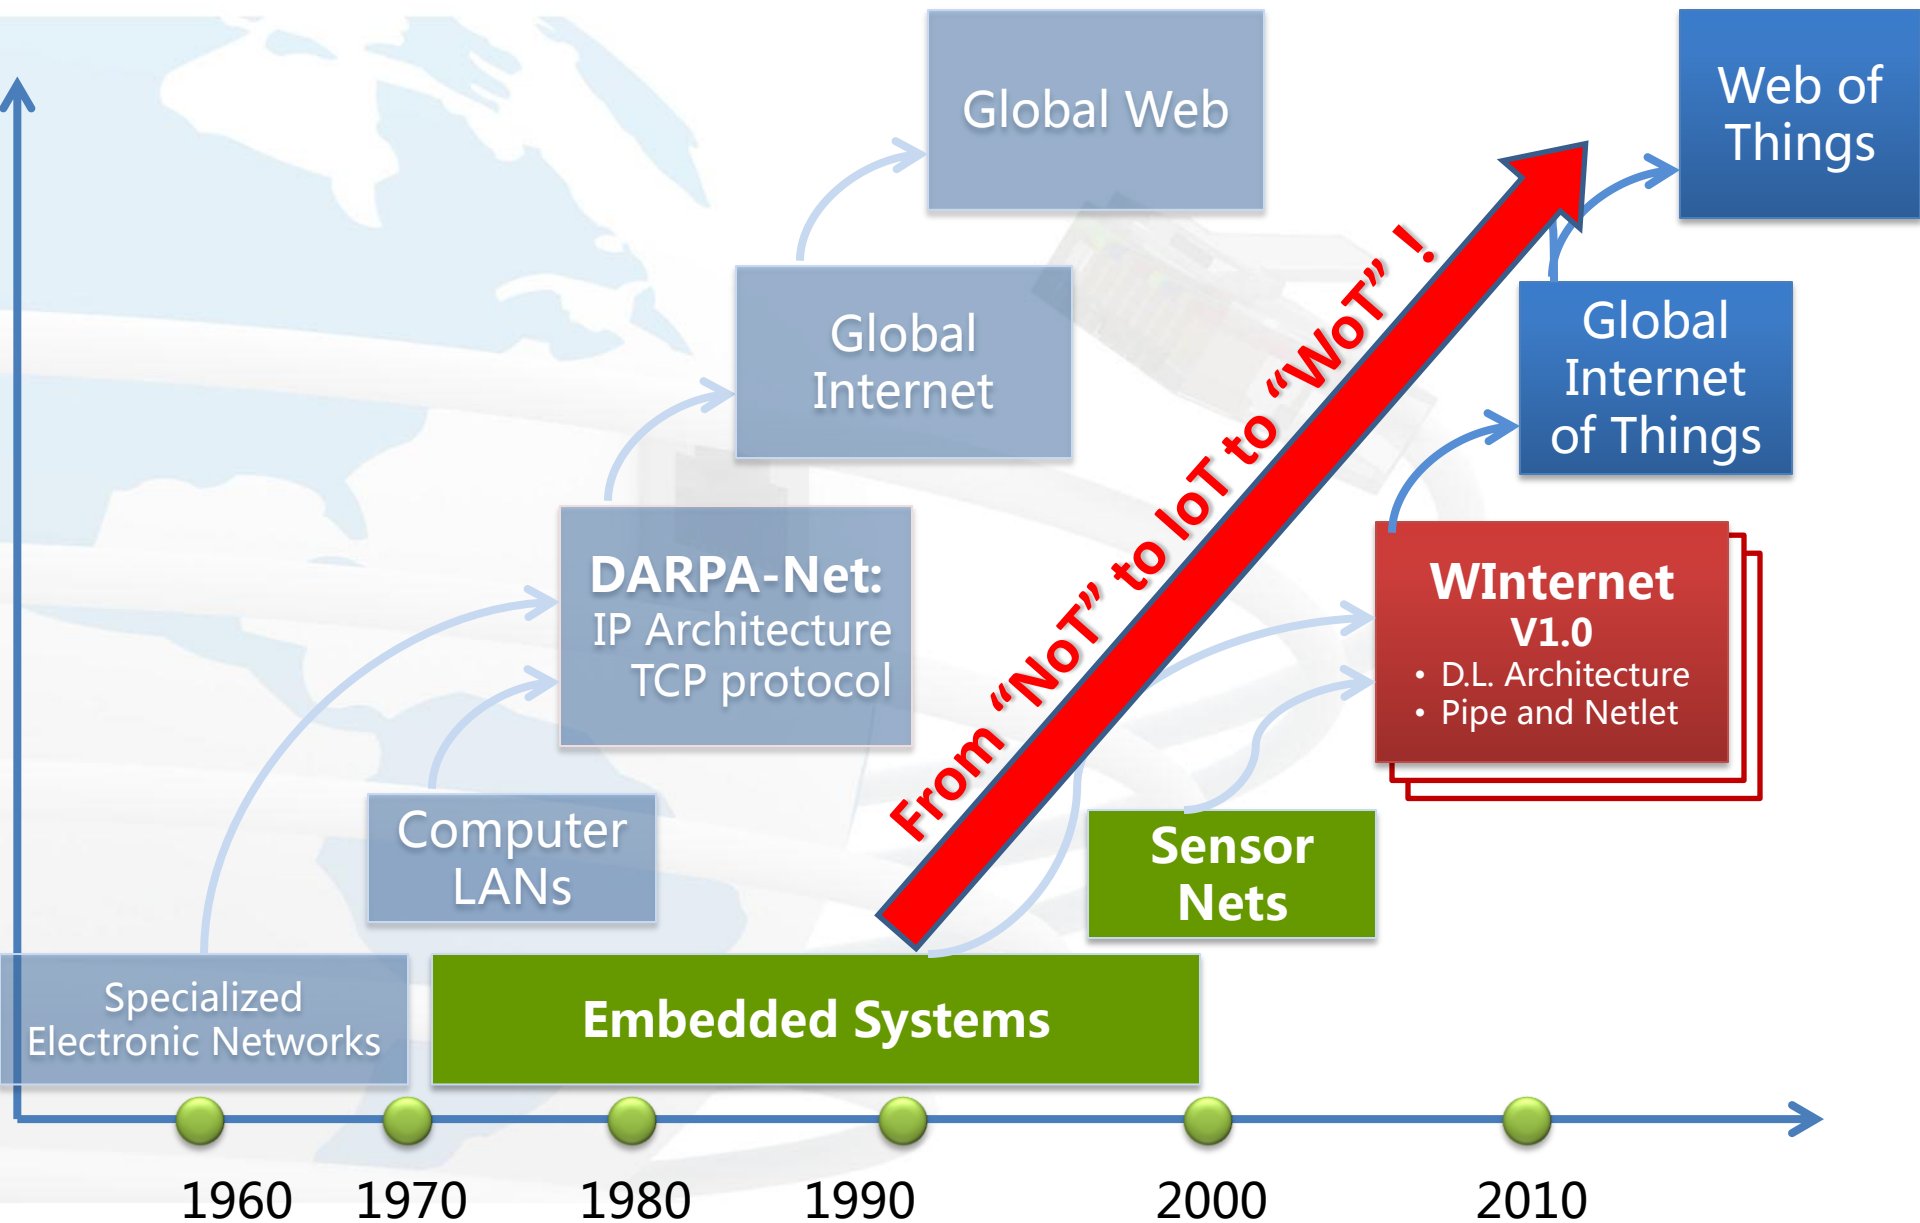 Global Web
Web of
Things
Global
Internet
Global
Internet
of Things
From “NoT” to IoT to “WoT” !
DARPA-Net:
IP Architecture
TCP protocol
WInternet
V1.0
• D.L. Architecture
• Pipe and Netlet
Computer
LANs
Sensor
Nets
Specialized
Electronic Networks
Embedded Systems
1960
1970
1980
1990
2000
2010